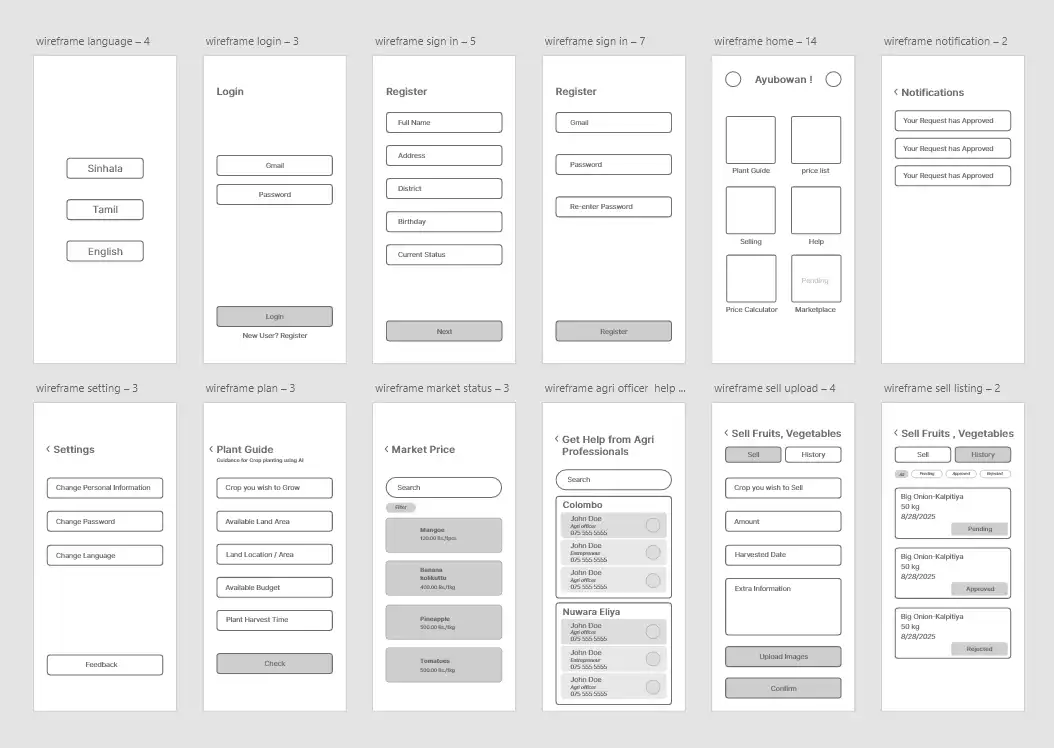 wireframe language – 4
Sinhala
Tamil
English
wireframe login – 3
Login
Gmail
Password
Login
New User? Register
wireframe sign in – 5
Register
Full Name
Address
District
Birthday
Current Status
Next
wireframe sign in – 7
Register
Gmail
Password
Re-enter Password
Register
wireframe home – 14
Ayubowan !
Plant Guide
price list
Selling
Help
Pending
Price Calculator
Marketplace
wireframe notification – 2
Notifications
Your Request has Approved
Your Request has Approved
Your Request has Approved
wireframe setting – 3
Settings
Change Personal Information
Change Password
Change Language
Feedback
wireframe plan – 3
Plant Guide
Guidance for Crop planting using AI
Crop you wish to Grow
Available Land Area
Land Location / Area
Available Budget
Plant Harvest Time
Check
wireframe market status – 3
Market Price
Search
Filter
Mangoe
120.00 Rs./1pcs
Banana
kolikuttu
400.00 Rs./1kg
Pineapple
500.00 Rs./1kg
Tomatoes
500.00 Rs./1kg
wireframe agri officer help ...
Get Help from Agri
Professionals
Search
Colombo
John Doe
Agri officer
075 555 5555
John Doe
Entrepreneur
075 555 5555
John Doe
Agri officer
075 555 5555
Nuwara Eliya
John Doe
Agri officer
075 555 5555
John Doe
Entrepreneur
075 555 5555
John Doe
Agri officer
075 555 5555
wireframe sell upload – 4
Sell Fruits, Vegetables
Sell
History
Crop you wish to Sell
Amount
Harvested Date
Extra Information
Upload Images
Confirm
wireframe sell listing – 2
Sell Fruits , Vegetables
Sell
History
All
Pending
Approved
Rejected
Big Onion-Kalpitiya
50 kg
8/28/2025
Pending
Big Onion-Kalpitiya
50 kg
8/28/2025
Approved
Big Onion-Kalpitiya
50 kg
8/28/2025
Rejected